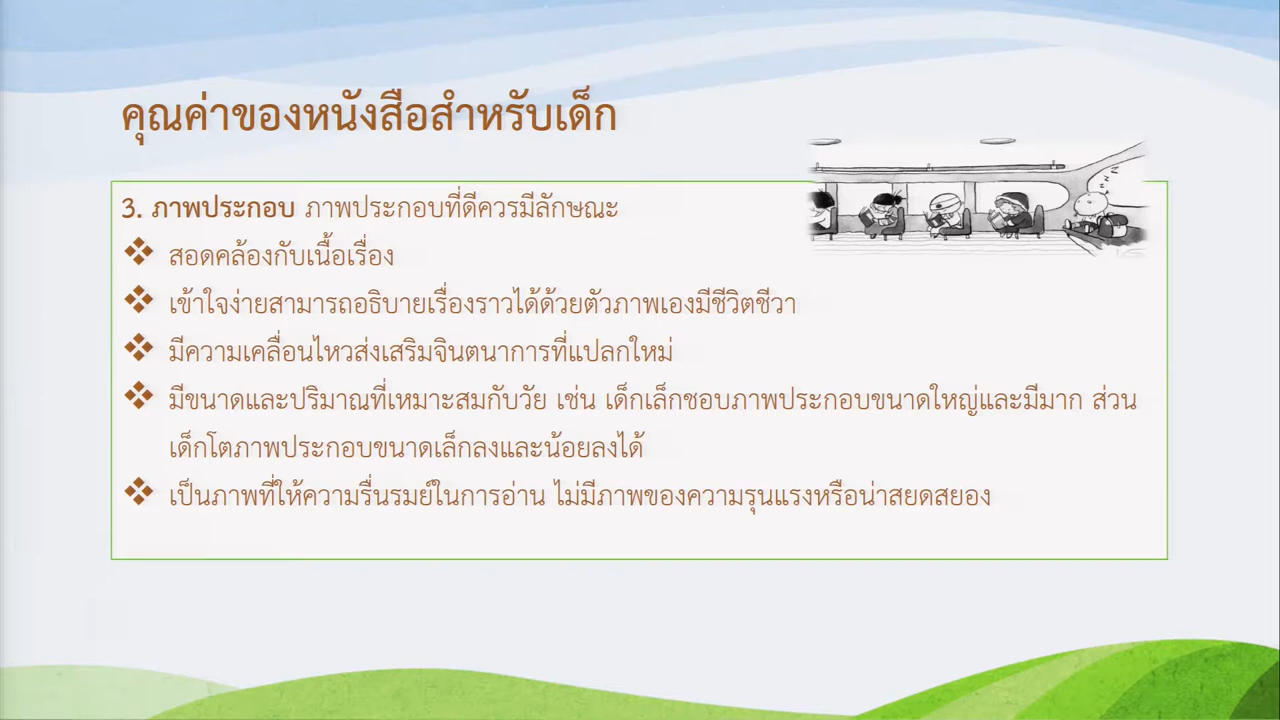 คุณค่าของหนังสือสำหรับเด็ก
3. ภาพประกอบ ภาพประกอบที่ดีควรมีลักษณะ
❖ สอดคล้องกับเนื้อเรื่อง
❖ เข้าใจง่ายสามารถอธิบายเรื่องราวได้ด้วยตัวภาพเองมีชีวิตชีวา
❖ มีความเคลื่อนไหวส่งเสริมจินตนาการที่แปลกใหม่
❖ มีขนาดและปริมาณที่เหมาะสมกับวัย เช่น เด็กเล็กชอบภาพประกอบขนาดใหญ่และมีมาก ส่วน
เด็กโตภาพประกอบขนาดเล็กลงและน้อยลงได้
❖ เป็นภาพที่ให้ความรื่นรมย์ในการอ่าน ไม่มีภาพของความรุนแรงหรือน่าสยดสยอง